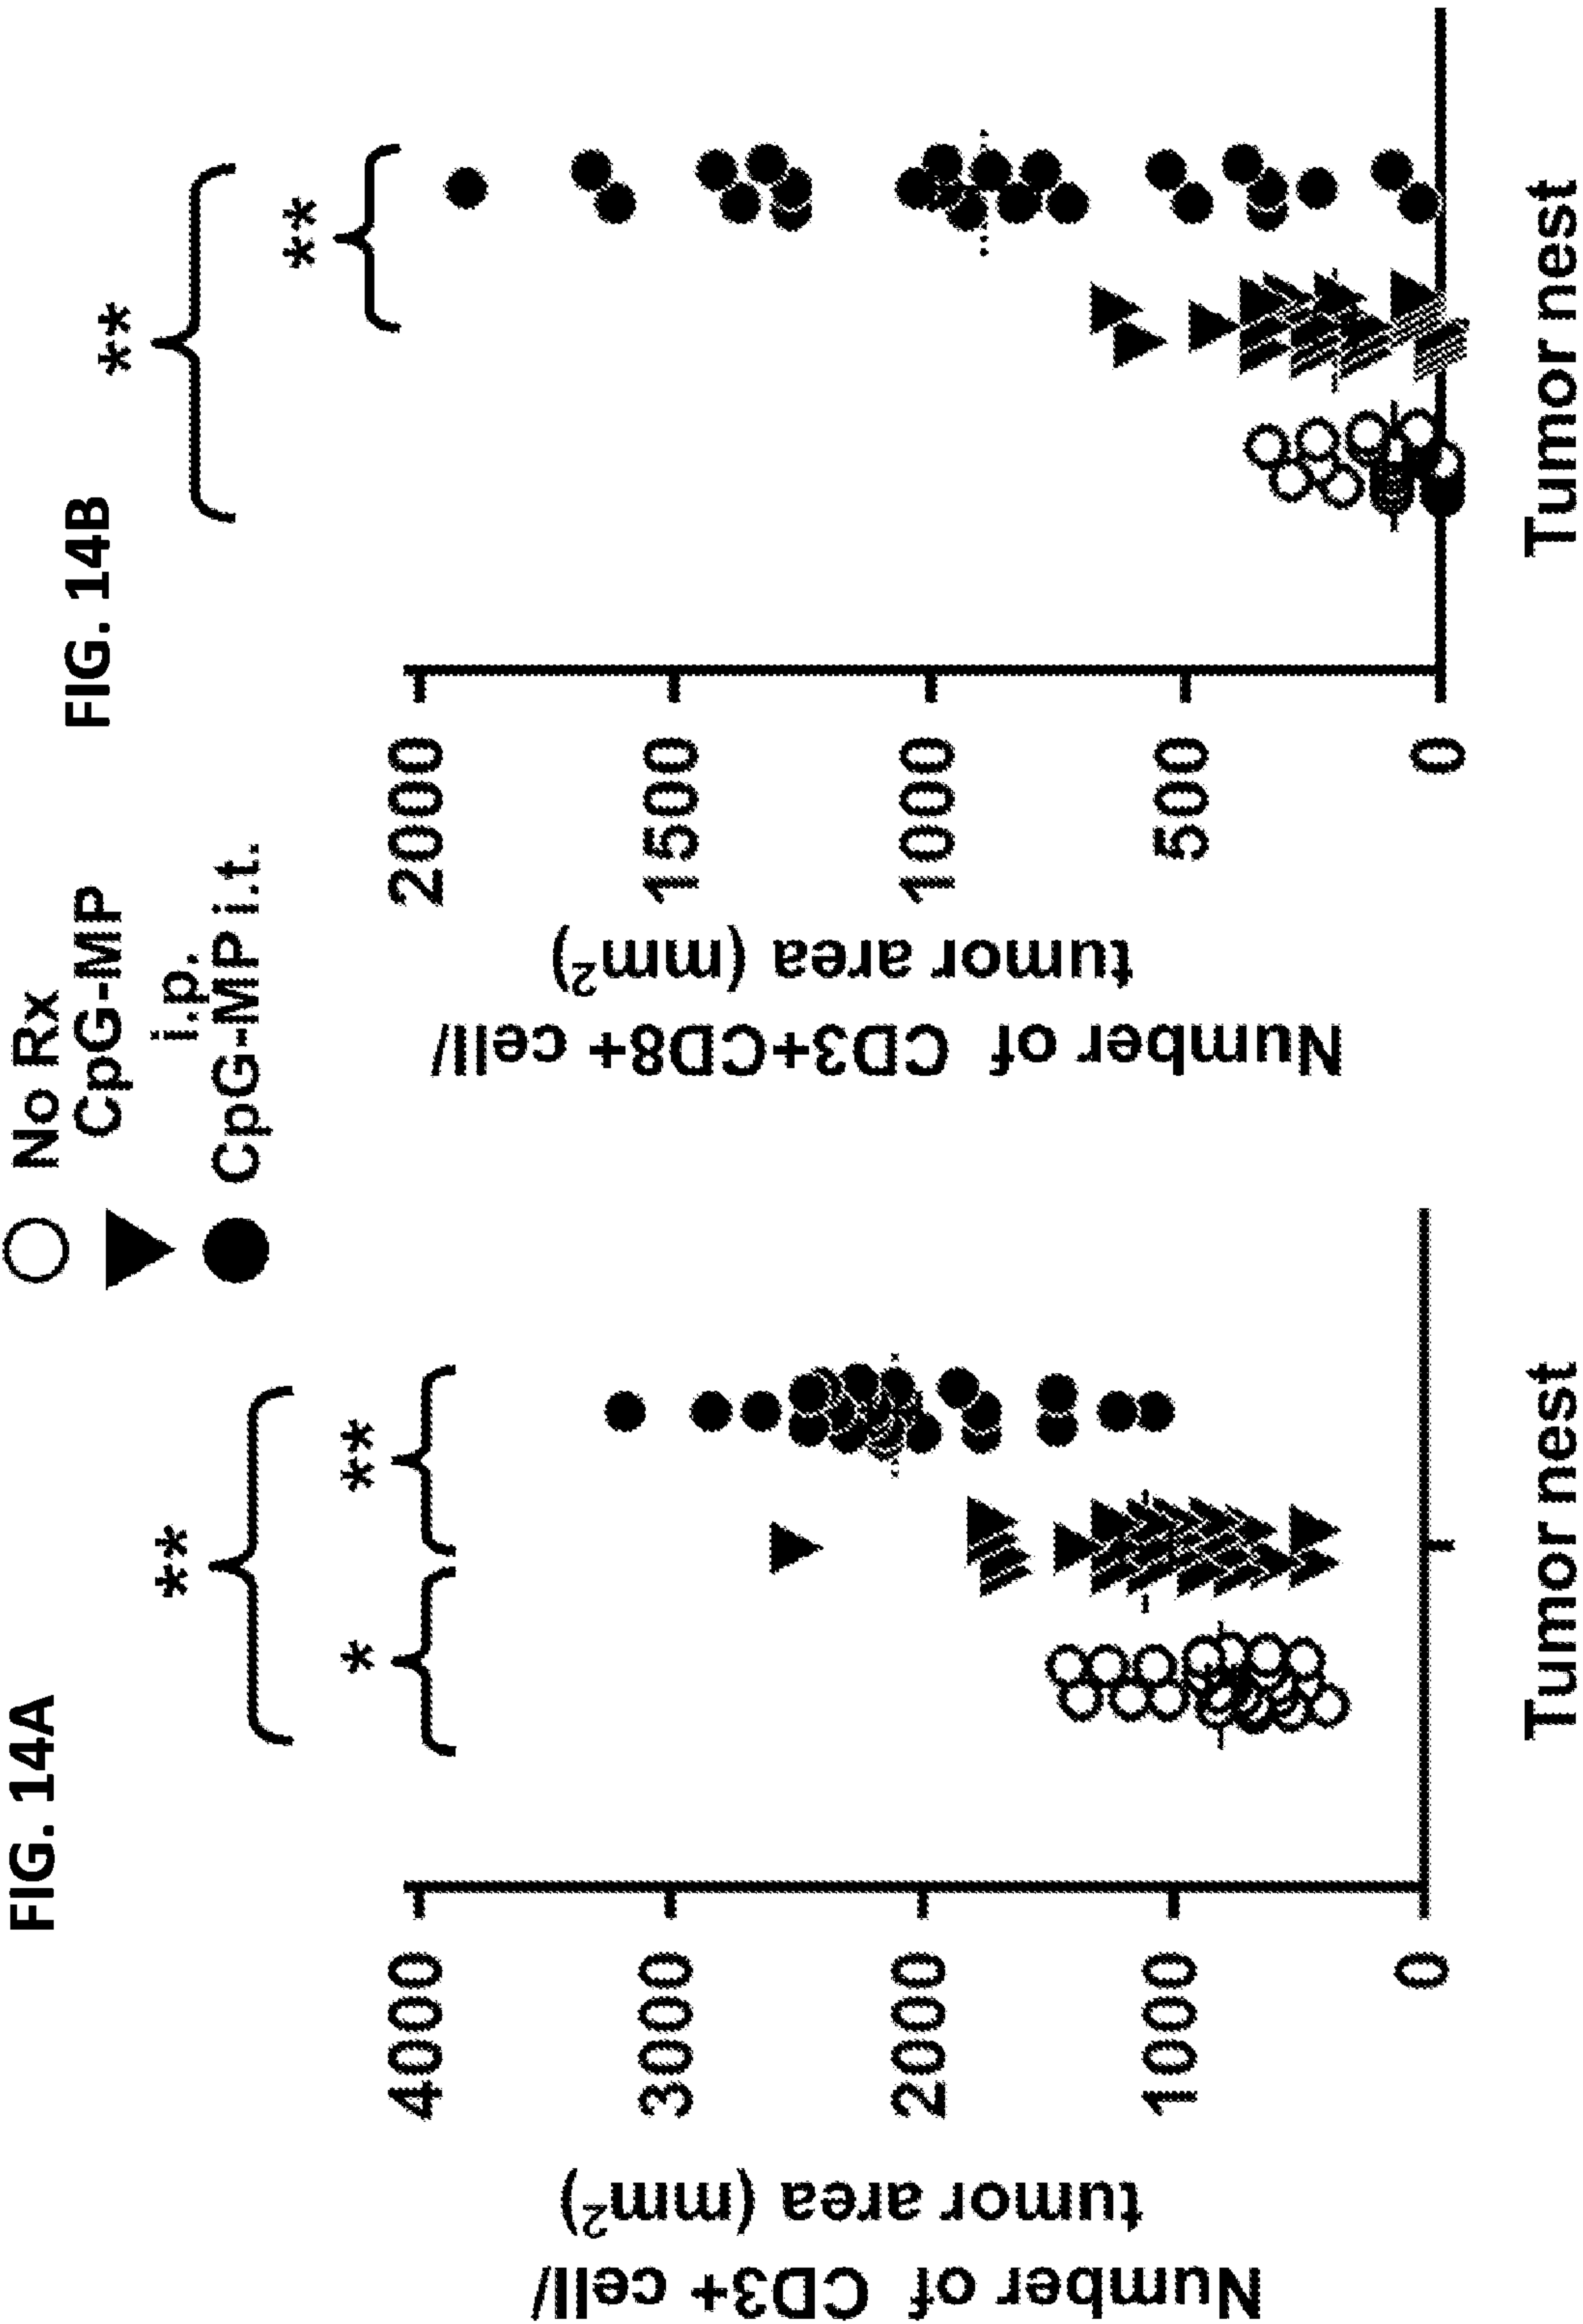 FIG. 14A
Number of CD3+ cell/
tumor area (mm²)
4000
3000
2000
1000
0
**
*
**
Tumor nest
No Rx
CpG-MP
i.p.
CpG-MP i.t.
FIG. 14B
Number of CD3+CD8+ cell/
tumor area (mm²)
2000
1500
1000
500
0
**
**
Tumor nest